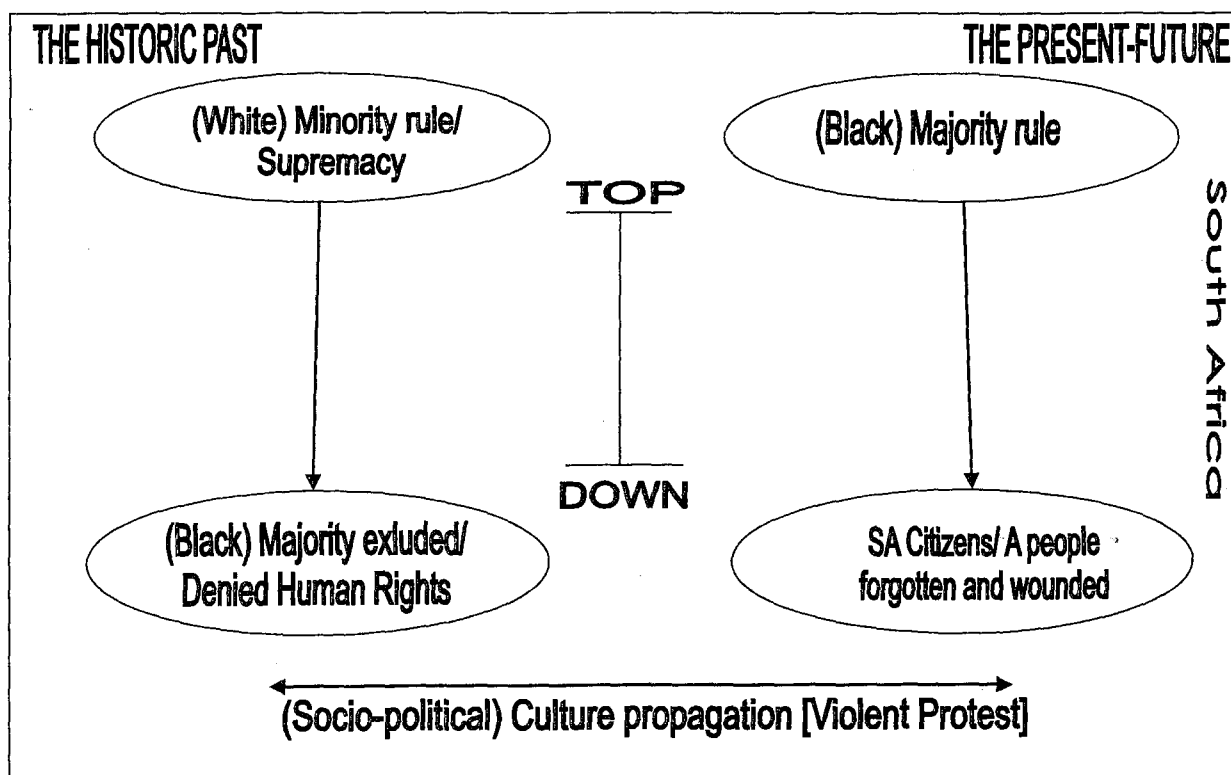 THE HISTORIC PAST
THE PRESENT-FUTURE
(White) Minority rule/
Supremacy
(Black) Majority rule
TOP
DOWN
South Africa
(Black) Majority exluded/
Denied Human Rights
SA Citizens/ A people
forgotten and wounded
(Socio-political) Culture propagation [Violent Protest]